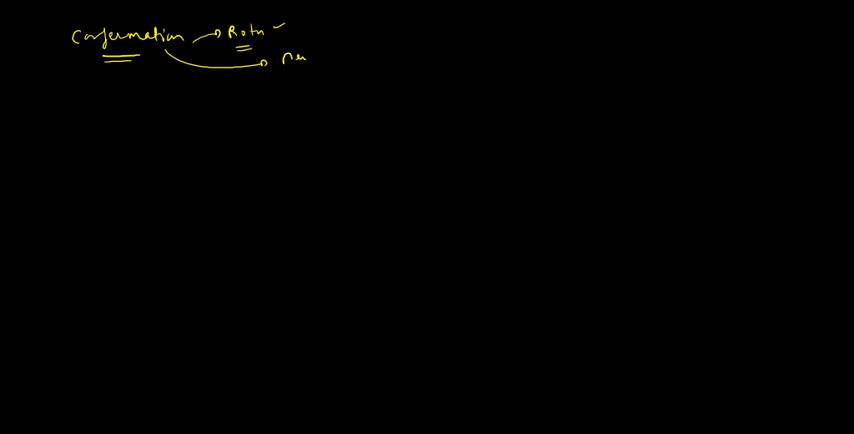 Conformation → Rotn ✓